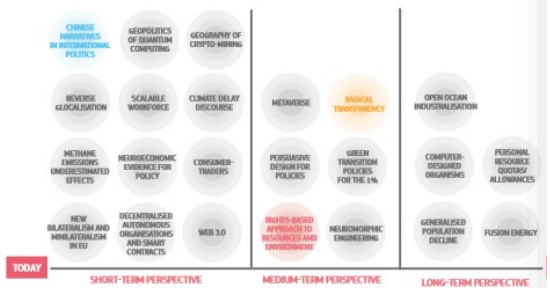 CHINESE
NARRATIVES
IN INTERNATIONAL
POLITICS
GEOPOLITICS
OF QUANTUM
COMPUTING
GEOGRAPHY OF
CRYPTO-MINING
REVERSE
GLOCALISATION
SCALABLE
WORKFORCE
CLIMATE DELAY
DISCOURSE
METAVERSE
RADICAL
TRANSPARENCY
OPEN OCEAN
INDUSTRALISATION
METHANE
EMISSIONS
UNDERESTIMATED
EFFECTS
NEUROECONOMIC
EVIDENCE FOR
POLICY
CONSUMER-
TRADERS
PERSUASIVE
DESIGN FOR
POLICIES
GREEN
TRANSITION
POLICIES
FOR THE 1%
COMPUTER-
DESIGNED
ORGANISMS
PERSONAL
RESOURCE
QUOTAS/
ALLOWANCES
NEW
BILATERALISM AND
MINILATERALISM
IN EU
DECENTRALISED
AUTONOMOUS
ORGANISATIONS
AND SMART
CONTRACTS
WEB 3.0
RIGHTS-BASED
APPROACH TO
RESOURCES AND
ENVIRONMENT
NEUROMORPHIC
ENGINEERING
GENERALISED
POPULATION
DECLINE
FUSION ENERGY
TODAY
SHORT-TERM PERSPECTIVE
MEDIUM-TERM PERSPECTIVE
LONG-TERM PERSPECTIVE